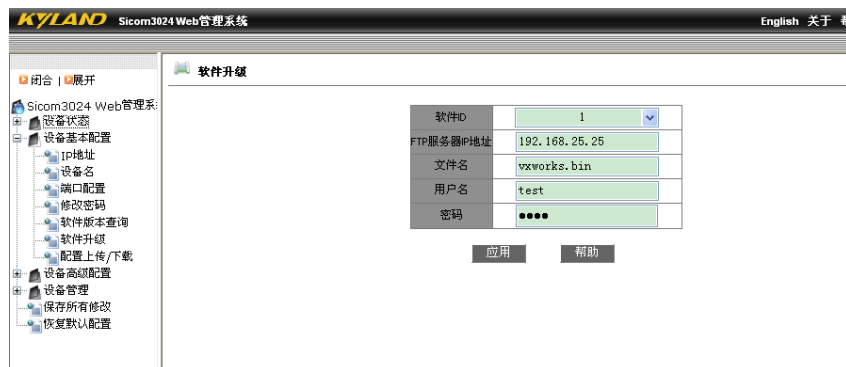 KYLAND Sicom3024 Web管理系统 English 关于
闭合 | 展开
Sicom3024 Web管理系
设备状态
设备基本配置
IP地址
设备名
端口配置
修改密码
软件版本查询
软件升级
配置上传/下载
设备高级配置
设备管理
保存所有修改
恢复默认配置
软件升级
软件ID 1
FTP服务器IP地址 192.168.25.25
文件名 vxworks.bin
用户名 test
密码 ●●●●
应用 帮助